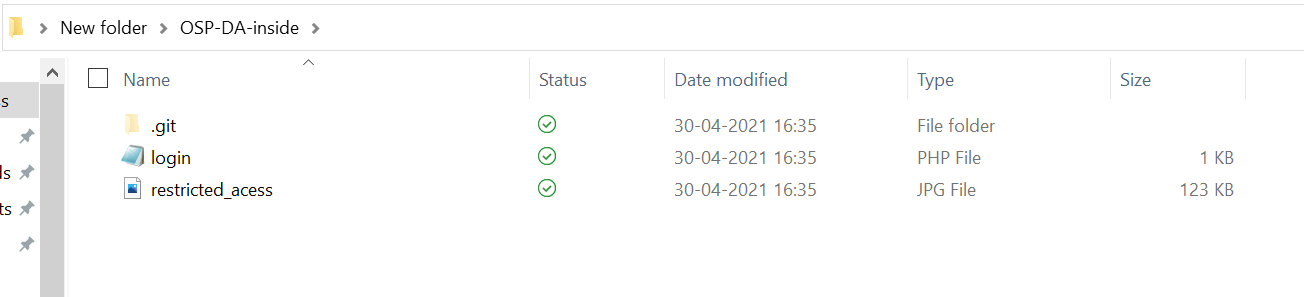 New folder > OSP-DA-inside >
Name Status Date modified Type Size
s
.git 30-04-2021 16:35 File folder
login 30-04-2021 16:35 PHP File 1 KB
ls restricted_acess 30-04-2021 16:35 JPG File 123 KB
ts